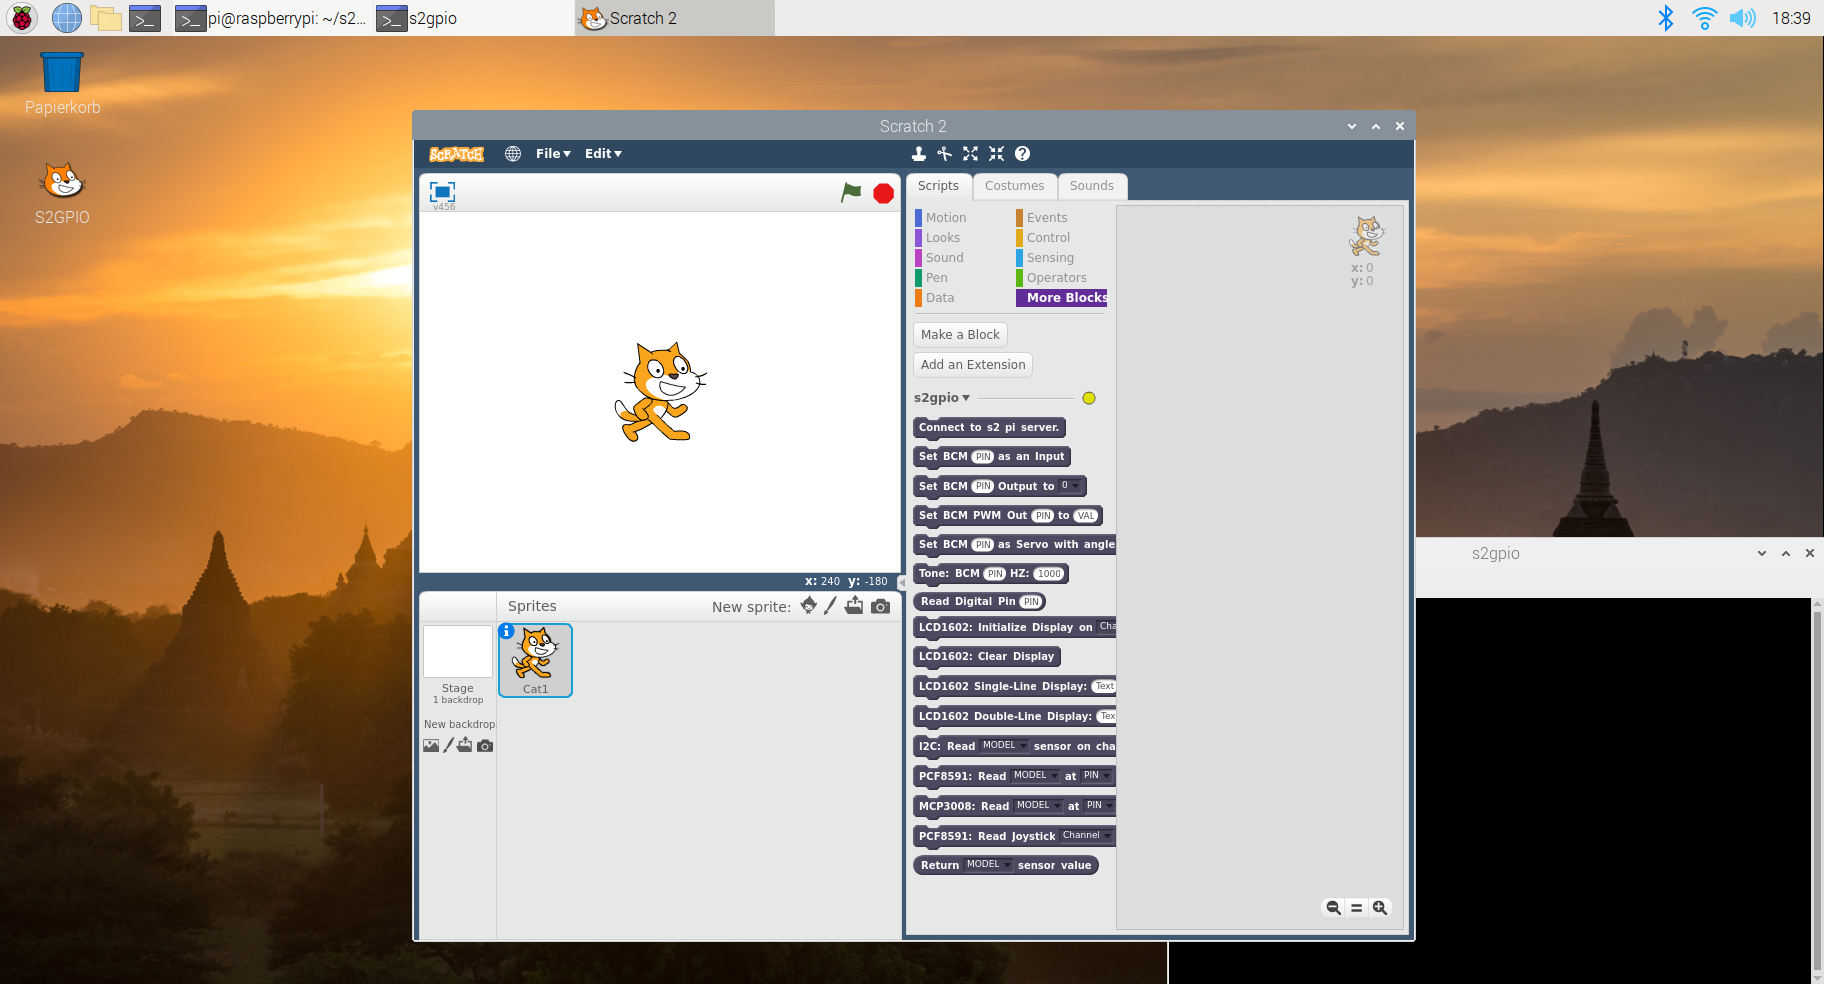 pi@raspberrypi: ~/s2...
s2gpio
Scratch 2
18:39
Papierkorb
S2GPIO
Scratch 2
SCRATCH
File
Edit
v456
Scripts
Costumes
Sounds
Motion
Events
Looks
Control
Sound
Sensing
Pen
Operators
Data
More Blocks
x: 0
y: 0
Make a Block
Add an Extension
s2gpio
Connect to s2 pi server.
Set BCM PIN as an Input
Set BCM PIN Output to 0
Set BCM PWM Out PIN to VAL
Set BCM PIN as Servo with angle
Tone: BCM PIN HZ: 1000
Read Digital Pin PIN
LCD1602: Initialize Display on Cha
LCD1602: Clear Display
LCD1602 Single-Line Display: Text
LCD1602 Double-Line Display: Tex
I2C: Read MODEL sensor on cha
PCF8591: Read MODEL at PIN
MCP3008: Read MODEL at PIN
PCF8591: Read Joystick Channel
Return MODEL sensor value
x: 240 y: -180
Sprites
New sprite:
Stage
1 backdrop
New backdrop
Cat1
s2gpio